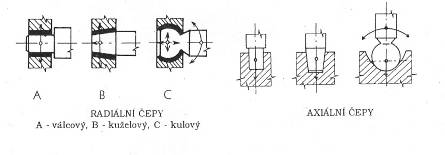 A B C
RADIÁLNÍ ČEPY
A - válcový, B - kuželový, C - kulový
AXIÁLNÍ ČEPY